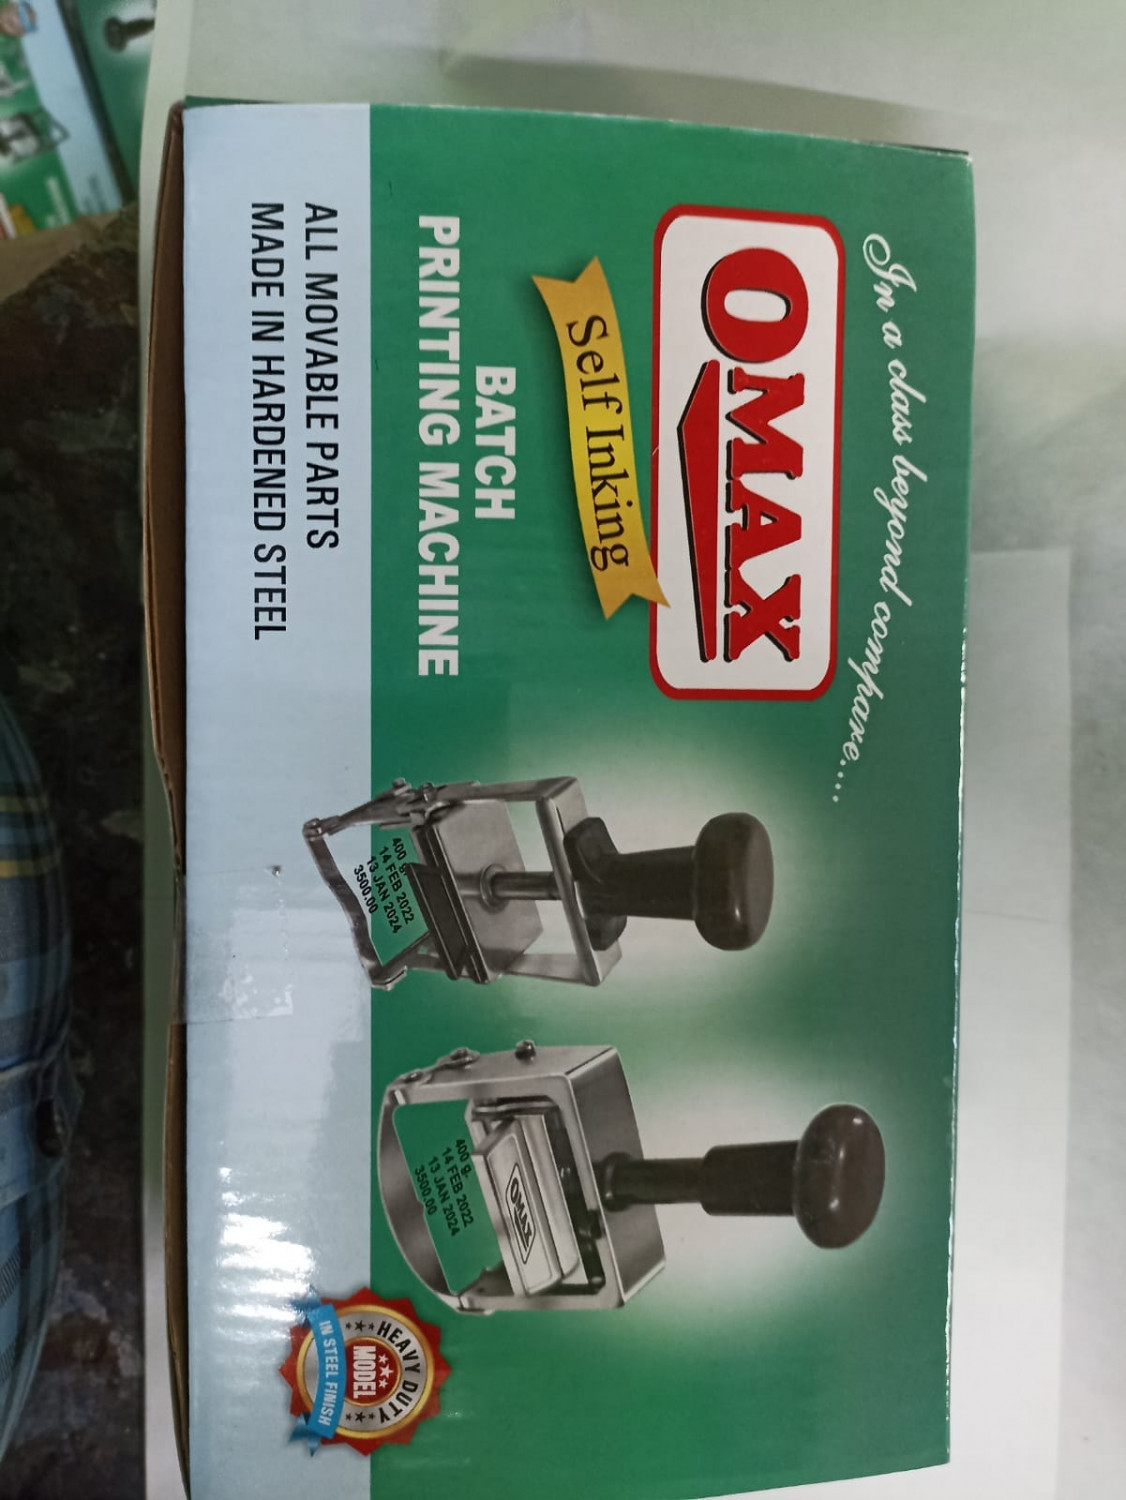 In a class beyond compare....
OMAX
Self Inking
BATCH
PRINTING MACHINE
ALL MOVABLE PARTS
MADE IN HARDENED STEEL
400 g.
14 FEB 2022
13 JAN 2024
3500.00
OMAX
400 g.
14 FEB 2022
13 JAN 2024
3500.00
HEAVY DUTY
MODEL
IN STEEL FINISH